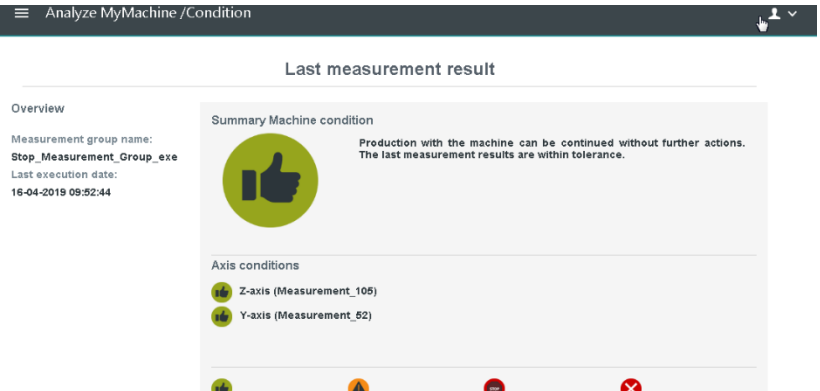 Analyze MyMachine /Condition
Last measurement result
Overview
Measurement group name:
Stop_Measurement_Group_exe
Last execution date:
16-04-2019 09:52:44
Summary Machine condition
Production with the machine can be continued without further actions.
The last measurement results are within tolerance.
Axis conditions
Z-axis (Measurement_105)
Y-axis (Measurement_52)
STOP